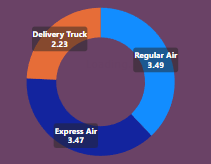 Delivery Truck
2.23
Regular Air
3.49
Express Air
3.47